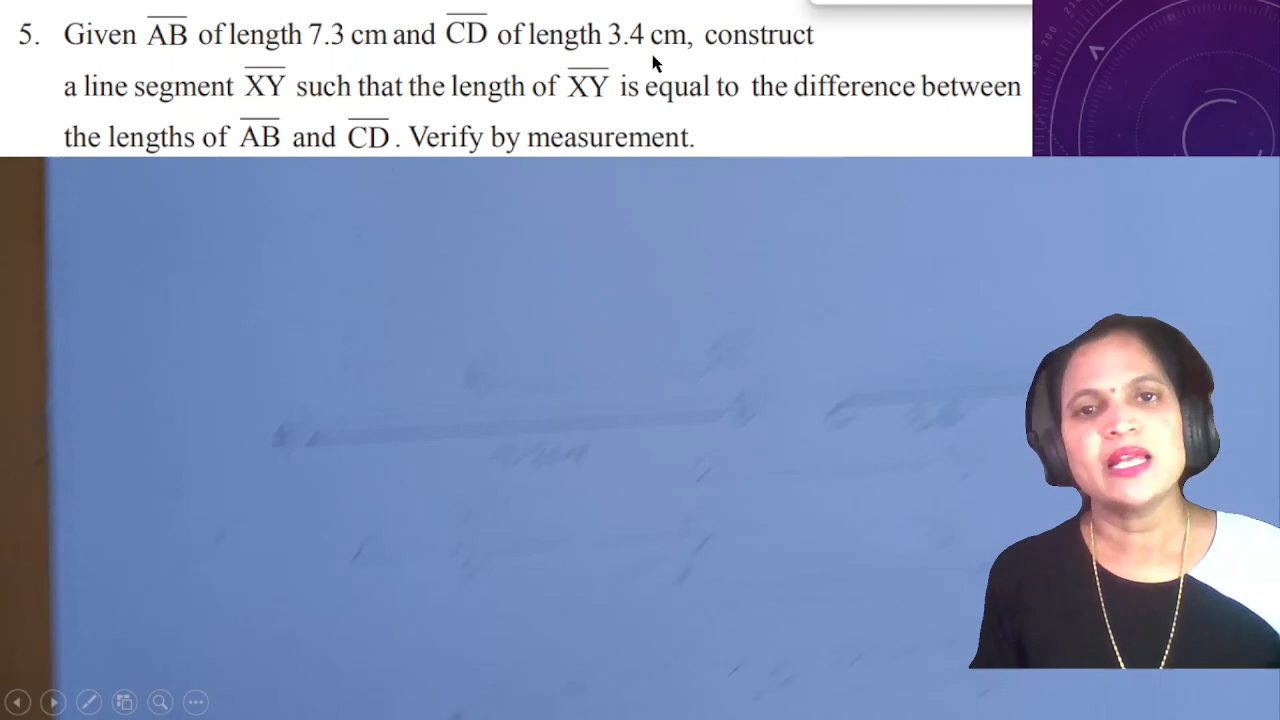 5. Given AB of length 7.3 cm and CD of length 3.4 cm, construct
a line segment XY such that the length of XY is equal to the difference between
the lengths of AB and CD. Verify by measurement.